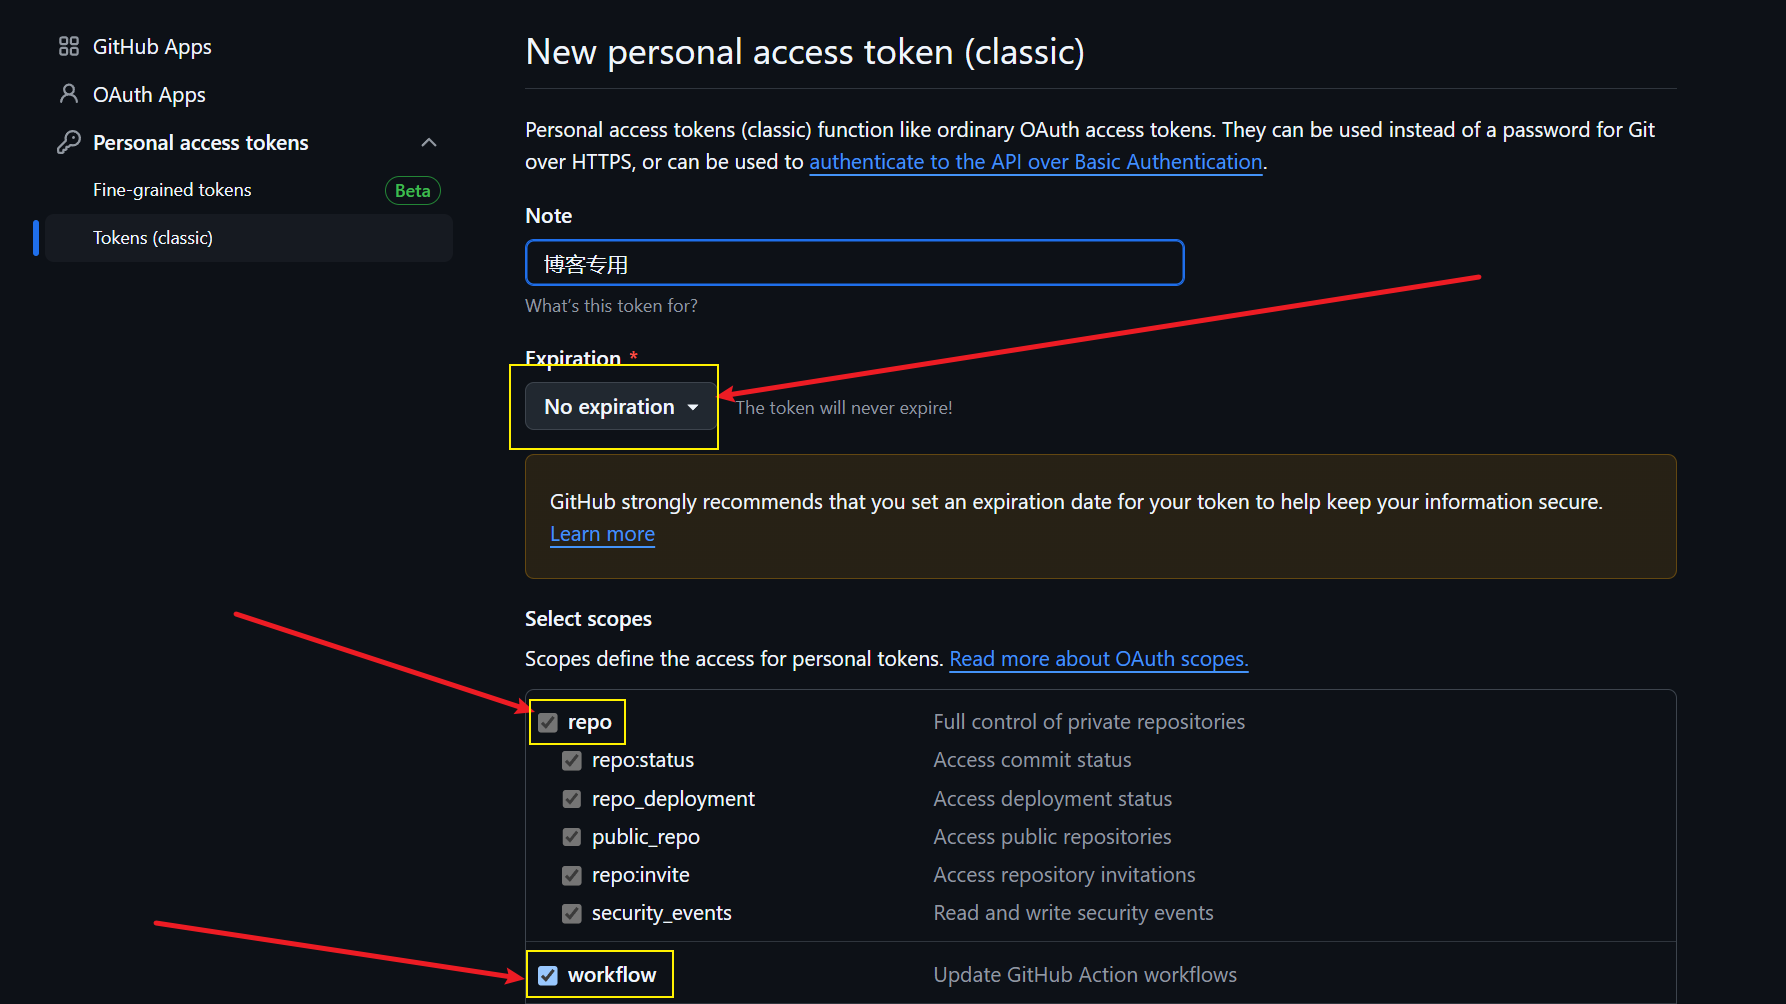 GitHub Apps
OAuth Apps
Personal access tokens
Fine-grained tokens Beta
Tokens (classic)
New personal access token (classic)
Personal access tokens (classic) function like ordinary OAuth access tokens. They can be used instead of a password for Git
over HTTPS, or can be used to authenticate to the API over Basic Authentication.
Note
博客专用
What's this token for?
Expiration *
No expiration The token will never expire!
GitHub strongly recommends that you set an expiration date for your token to help keep your information secure.
Learn more
Select scopes
Scopes define the access for personal tokens. Read more about OAuth scopes.
repo Full control of private repositories
repo:status Access commit status
repo_deployment Access deployment status
public_repo Access public repositories
repo:invite Access repository invitations
security_events Read and write security events
workflow Update GitHub Action workflows